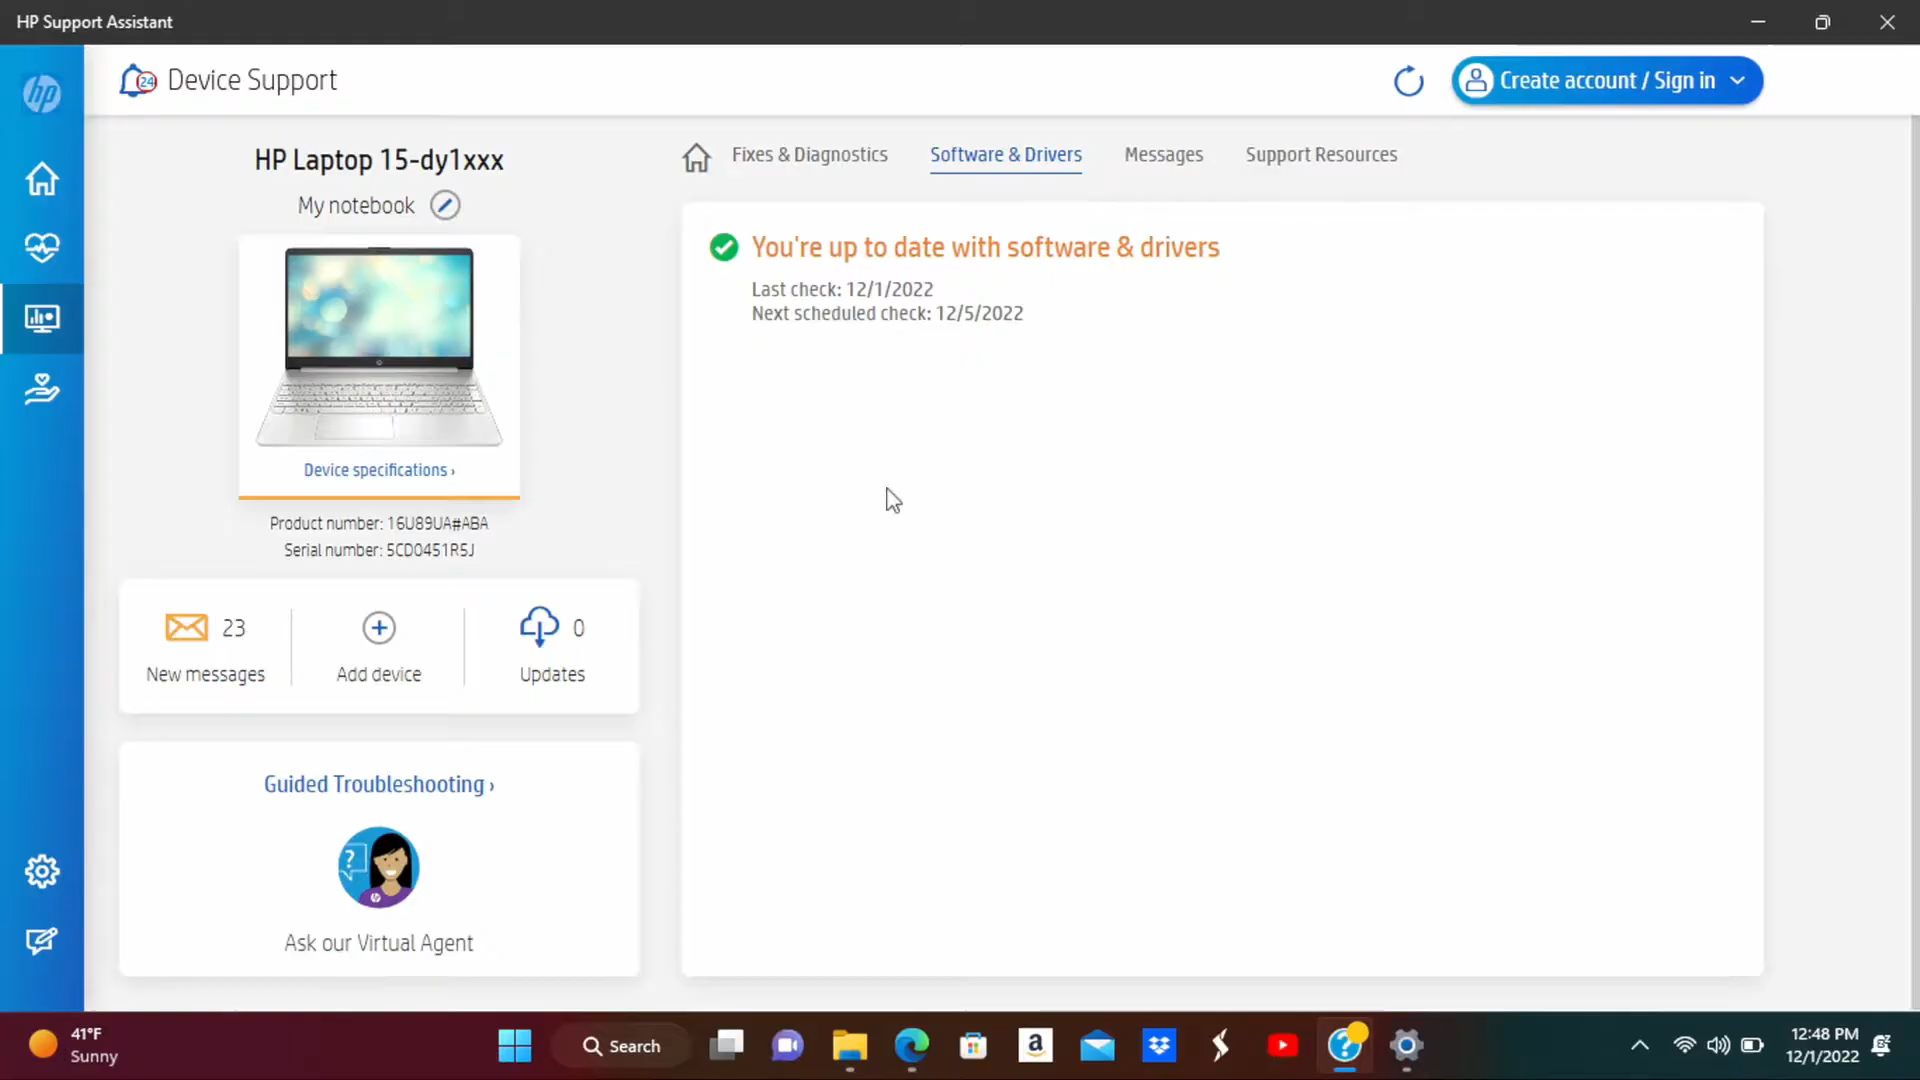 HP Support Assistant
hp
24
Device Support
Create account / Sign in
HP Laptop 15-dy1xxx
My notebook
Device specifications ›
Product number: 16U89UA#ABA
Serial number: 5CD0451R5J
23
New messages
Add device
0
Updates
Guided Troubleshooting ›
?
Ask our Virtual Agent
Fixes & Diagnostics
Software & Drivers
Messages
Support Resources
You're up to date with software & drivers
Last check: 12/1/2022
Next scheduled check: 12/5/2022
41°F
Sunny
Search
a
?
12:48 PM
12/1/2022